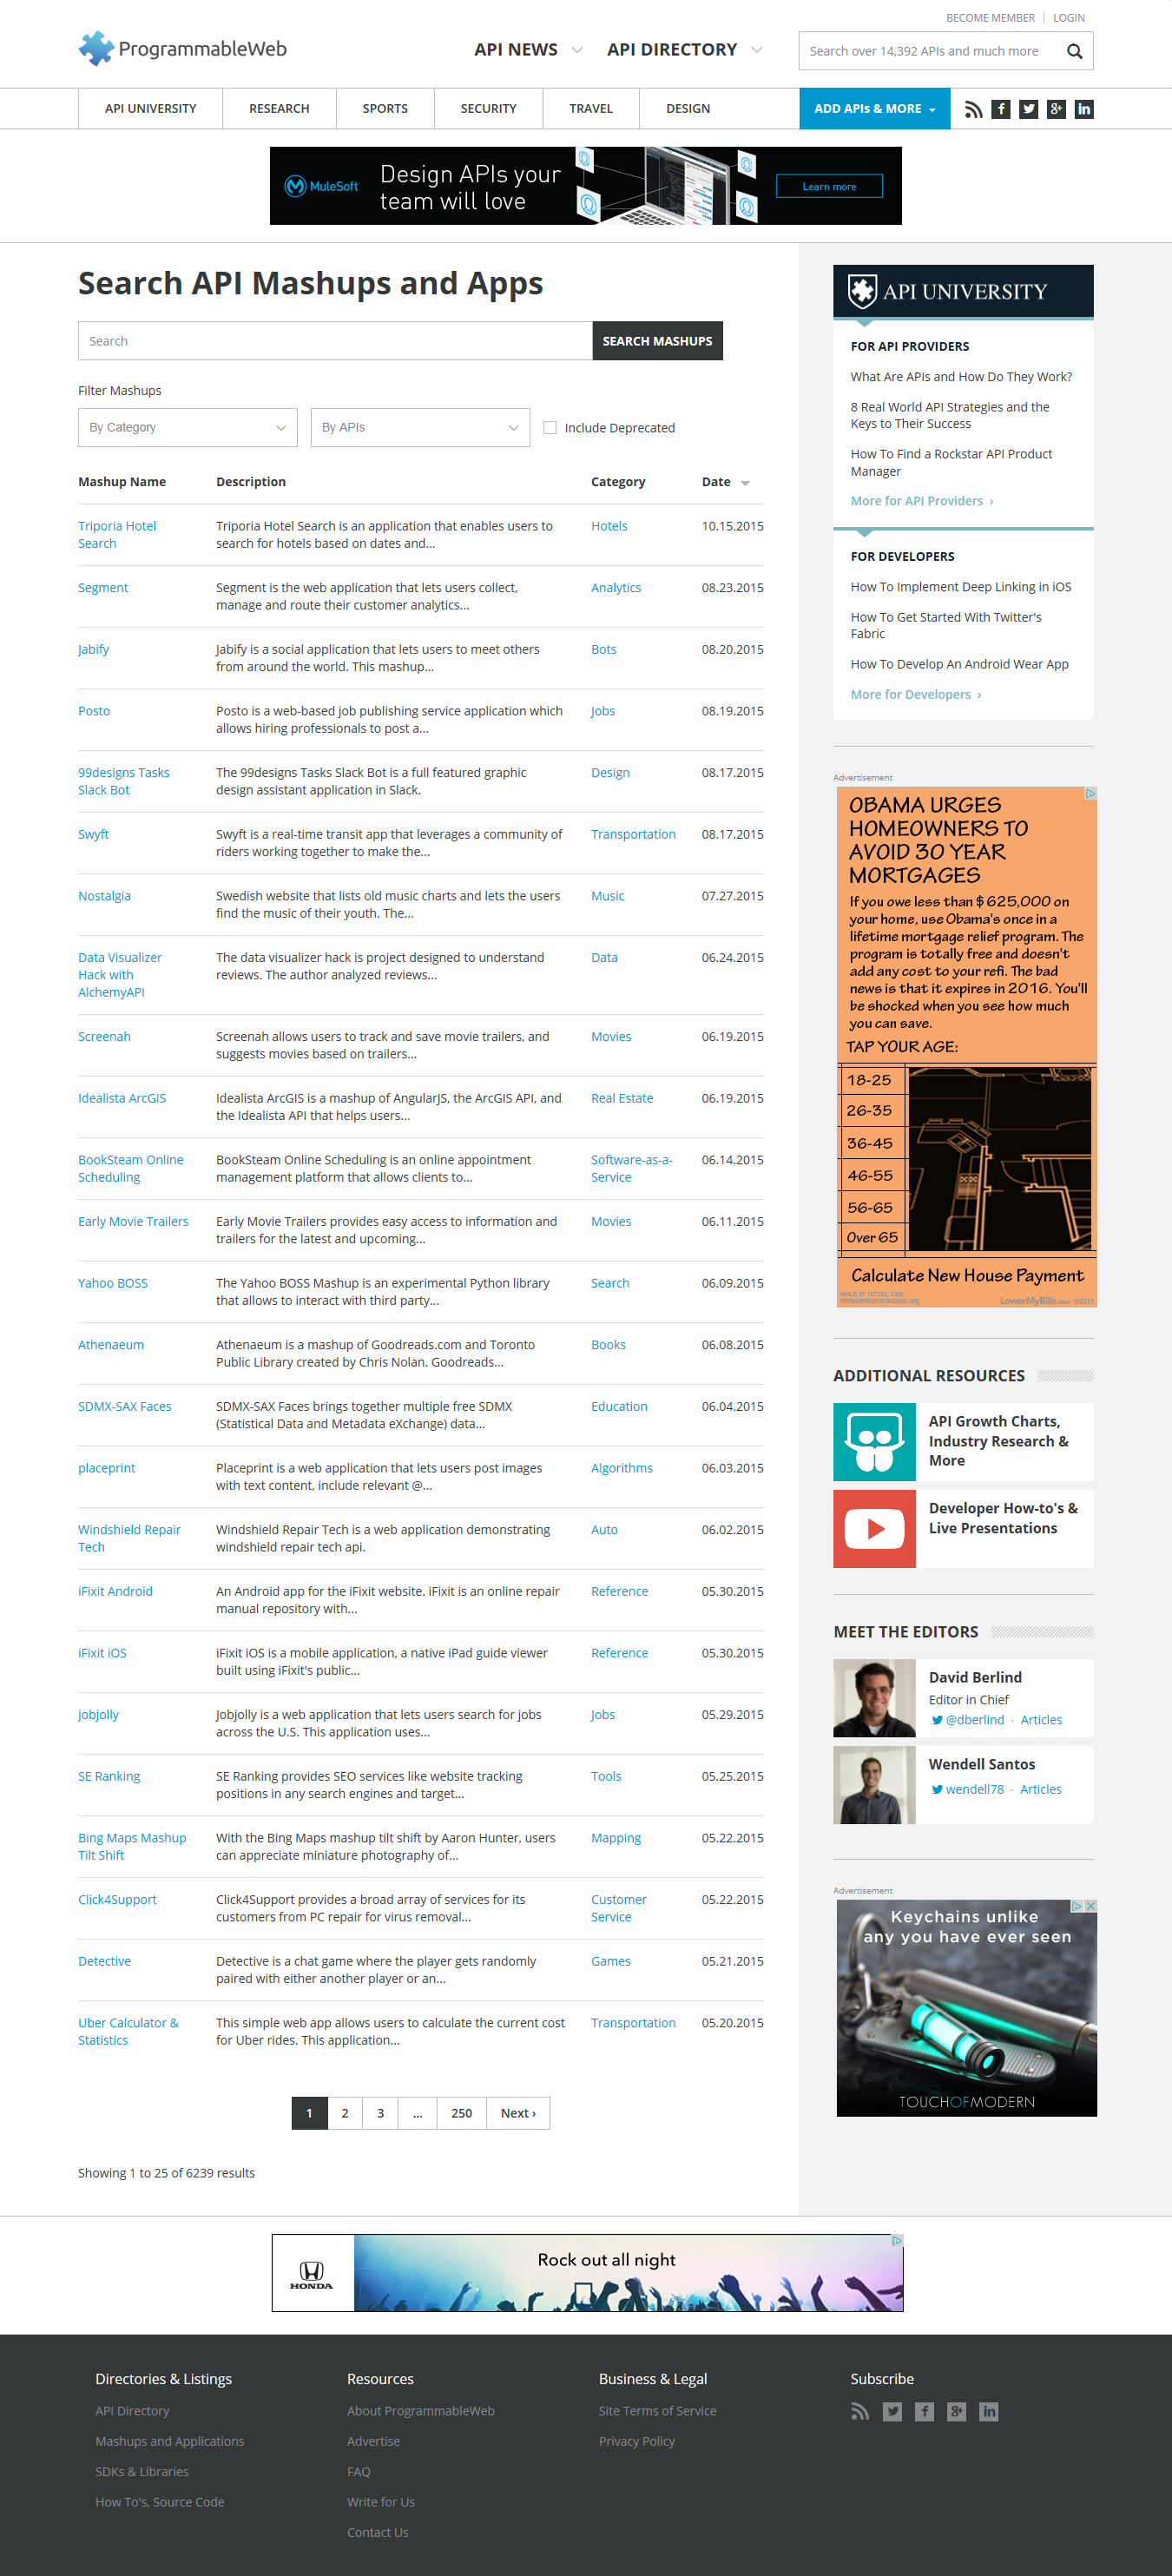 BECOME MEMBER | LOGIN
ProgrammableWeb
API NEWS
API DIRECTORY
Search over 14,392 APIs and much more
API UNIVERSITY
RESEARCH
SPORTS
SECURITY
TRAVEL
DESIGN
ADD APIs & MORE
MuleSoft
Design APIs your
team will love
Learn more
Search API Mashups and Apps
Search
SEARCH MASHUPS
Filter Mashups
By Category
By APIs
Include Deprecated
Mashup Name Description Category Date
Triporia Hotel Triporia Hotel Search is an application that enables users to Hotels 10.15.2015
Search search for hotels based on dates and...
Segment Segment is the web application that lets users collect, Analytics 08.23.2015
manage and route their customer analytics...
Jabify Jabify is a social application that lets users to meet others Bots 08.20.2015
from around the world. This mashup...
Posto Posto is a web-based job publishing service application which Jobs 08.19.2015
allows hiring professionals to post a...
99designs Tasks The 99designs Tasks Slack Bot is a full featured graphic Design 08.17.2015
Slack Bot design assistant application in Slack.
Swyft Swyft is a real-time transit app that leverages a community of Transportation 08.17.2015
riders working together to make the...
Nostalgia Swedish website that lists old music charts and lets the users Music 07.27.2015
find the music of their youth. The...
Data Visualizer The data visualizer hack is project designed to understand Data 06.24.2015
Hack with reviews. The author analyzed reviews...
AlchemyAPI
Screenah Screenah allows users to track and save movie trailers, and Movies 06.19.2015
suggests movies based on trailers...
Idealista ArcGIS Idealista ArcGIS is a mashup of AngularJS, the ArcGIS API, and Real Estate 06.19.2015
the Idealista API that helps users...
BookSteam Online BookSteam Online Scheduling is an online appointment Software-as-a- 06.14.2015
Scheduling management platform that allows clients to... Service
Early Movie Trailers Early Movie Trailers provides easy access to information and Movies 06.11.2015
trailers for the latest and upcoming...
Yahoo BOSS The Yahoo BOSS Mashup is an experimental Python library Search 06.09.2015
that allows to interact with third party...
Athenaeum Athenaeum is a mashup of Goodreads.com and Toronto Books 06.08.2015
Public Library created by Chris Nolan. Goodreads...
SDMX-SAX Faces SDMX-SAX Faces brings together multiple free SDMX Education 06.04.2015
(Statistical Data and Metadata eXchange) data...
placeprint Placeprint is a web application that lets users post images Algorithms 06.03.2015
with text content, include relevant @...
Windshield Repair Windshield Repair Tech is a web application demonstrating Auto 06.02.2015
Tech windshield repair tech api.
iFixit Android An Android app for the iFixit website. iFixit is an online repair Reference 05.30.2015
manual repository with...
iFixit iOS iFixit iOS is a mobile application, a native iPad guide viewer Reference 05.30.2015
built using iFixit's public...
jobjolly Jobjolly is a web application that lets users search for jobs Jobs 05.29.2015
across the U.S. This application uses...
SE Ranking SE Ranking provides SEO services like website tracking Tools 05.25.2015
positions in any search engines and target...
Bing Maps Mashup With the Bing Maps mashup tilt shift by Aaron Hunter, users Mapping 05.22.2015
Tilt Shift can appreciate miniature photography of...
Click4Support Click4Support provides a broad array of services for its Customer 05.22.2015
customers from PC repair for virus removal... Service
Detective Detective is a chat game where the player gets randomly Games 05.21.2015
paired with either another player or an...
Uber Calculator & This simple web app allows users to calculate the current cost Transportation 05.20.2015
Statistics for Uber rides. This application...
1 2 3 ... 250 Next ›
Showing 1 to 25 of 6239 results
API UNIVERSITY
FOR API PROVIDERS
What Are APIs and How Do They Work?
8 Real World API Strategies and the
Keys to Their Success
How To Find a Rockstar API Product
Manager
More for API Providers ›
FOR DEVELOPERS
How To Implement Deep Linking in iOS
How To Get Started With Twitter's
Fabric
How To Develop An Android Wear App
More for Developers ›
Advertisement
OBAMA URGES
HOMEOWNERS TO
AVOID 30 YEAR
MORTGAGES
If you owe less than $625,000 on
your home, use Obama's once in a
lifetime mortgage relief program. The
program is totally free and doesn't
add any cost to your refi. The bad
news is that it expires in 2016. You'll
be shocked when you see how much
you can save.
TAP YOUR AGE:
18-25
26-35
36-45
46-55
56-65
Over 65
Calculate New House Payment
nmlsconsumeraccess.org
LowerMyBills.com ©2015
ADDITIONAL RESOURCES
API Growth Charts,
Industry Research &
More
Developer How-to's &
Live Presentations
MEET THE EDITORS
David Berlind
Editor in Chief
@dberlind · Articles
Wendell Santos
wendell78 · Articles
Advertisement
Keychains unlike
any you have ever seen
TOUCHOFMODERN
HONDA
Rock out all night
Directories & Listings
API Directory
Mashups and Applications
SDKs & Libraries
How To's, Source Code
Resources
About ProgrammableWeb
Advertise
FAQ
Write for Us
Contact Us
Business & Legal
Site Terms of Service
Privacy Policy
Subscribe